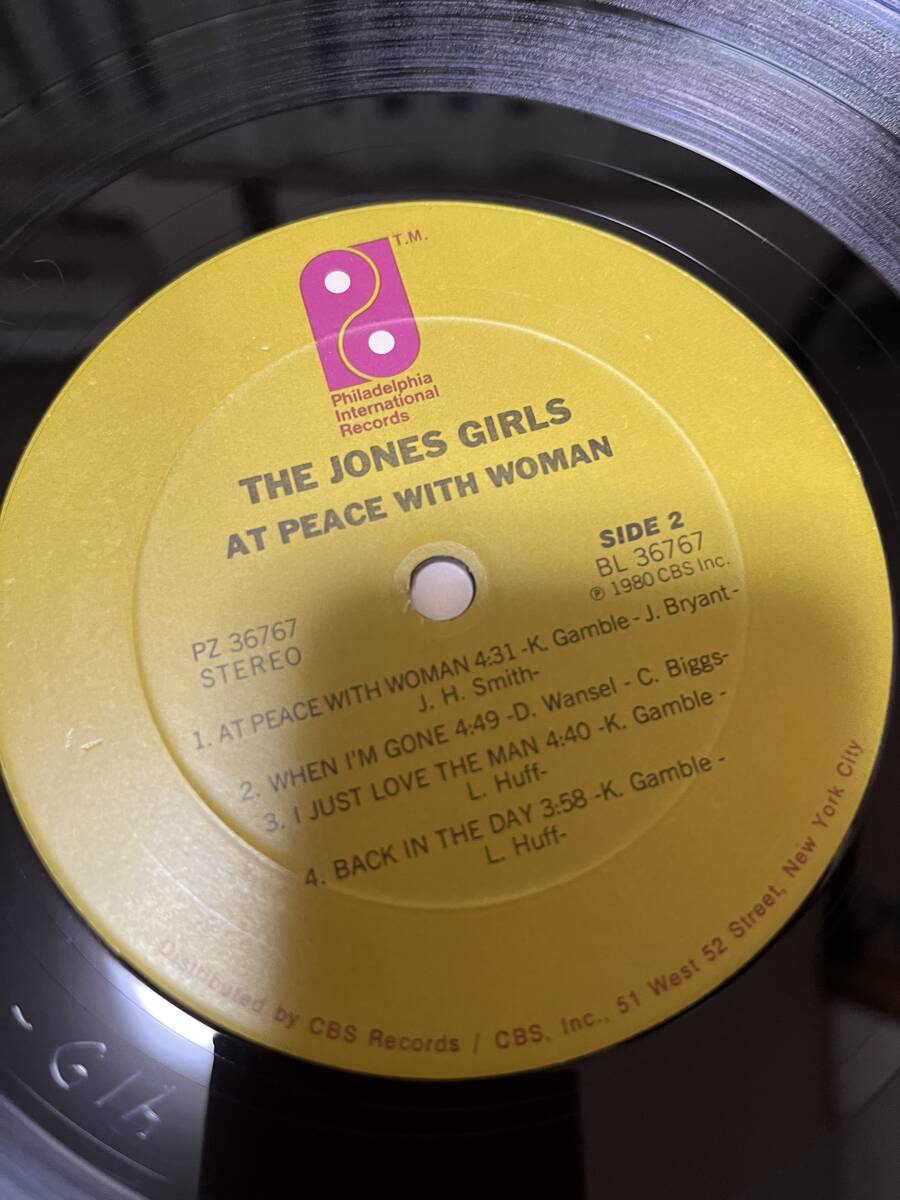 T.M.
Philadelphia
International
Records
THE JONES GIRLS
AT PEACE WITH WOMAN
SIDE 2
BL 36767
℗ 1980 CBS Inc.
PZ 36767
STEREO
1. AT PEACE WITH WOMAN 4:31 -K. Gamble - J. Bryant-
J. H. Smith-
2. WHEN I'M GONE 4:49 -D. Wansel - C. Biggs-
3. I JUST LOVE THE MAN 4:40 -K. Gamble -
L. Huff-
4. BACK IN THE DAY 3:58 -K. Gamble -
L. Huff-
Distributed by CBS Records / CBS, Inc., 51 West 52 Street, New York City